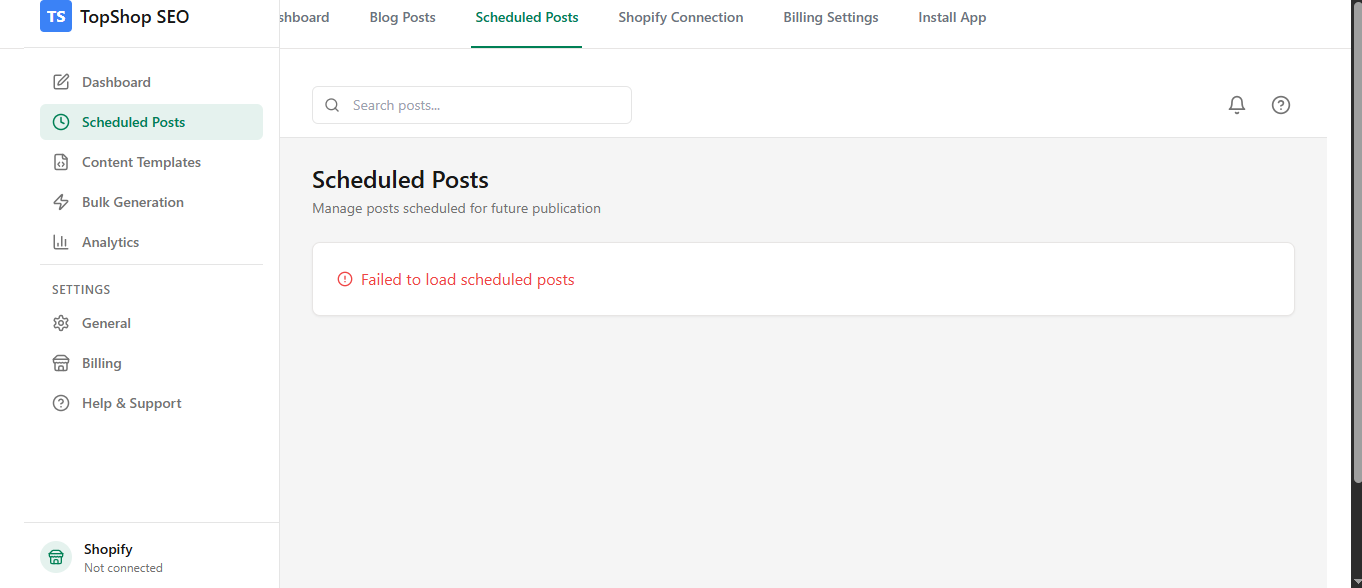 TS TopShop SEO
shboard Blog Posts Scheduled Posts Shopify Connection Billing Settings Install App
Dashboard
Scheduled Posts
Content Templates
Bulk Generation
Analytics
SETTINGS
General
Billing
Help & Support
Shopify
Not connected
Search posts...
Scheduled Posts
Manage posts scheduled for future publication
Failed to load scheduled posts